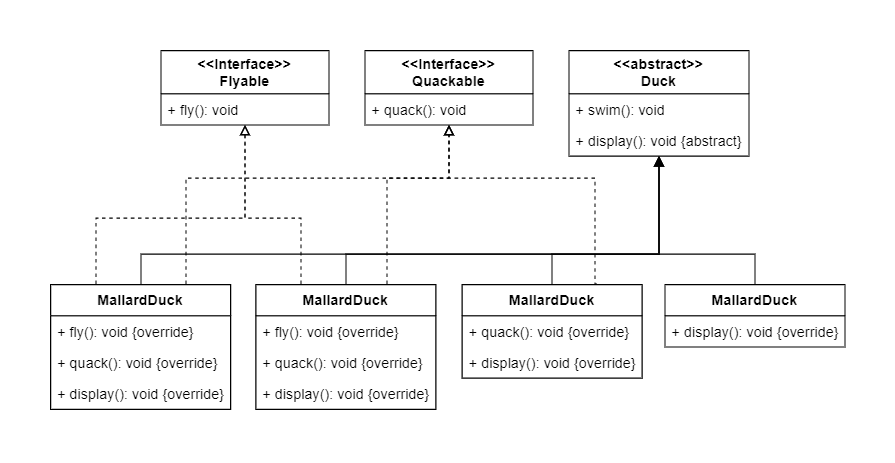 <<Interface>>
Flyable
+ fly(): void
<<Interface>>
Quackable
+ quack(): void
<<abstract>>
Duck
+ swim(): void
+ display(): void {abstract}
MallardDuck
+ fly(): void {override}
+ quack(): void {override}
+ display(): void {override}
MallardDuck
+ fly(): void {override}
+ quack(): void {override}
+ display(): void {override}
MallardDuck
+ quack(): void {override}
+ display(): void {override}
MallardDuck
+ display(): void {override}